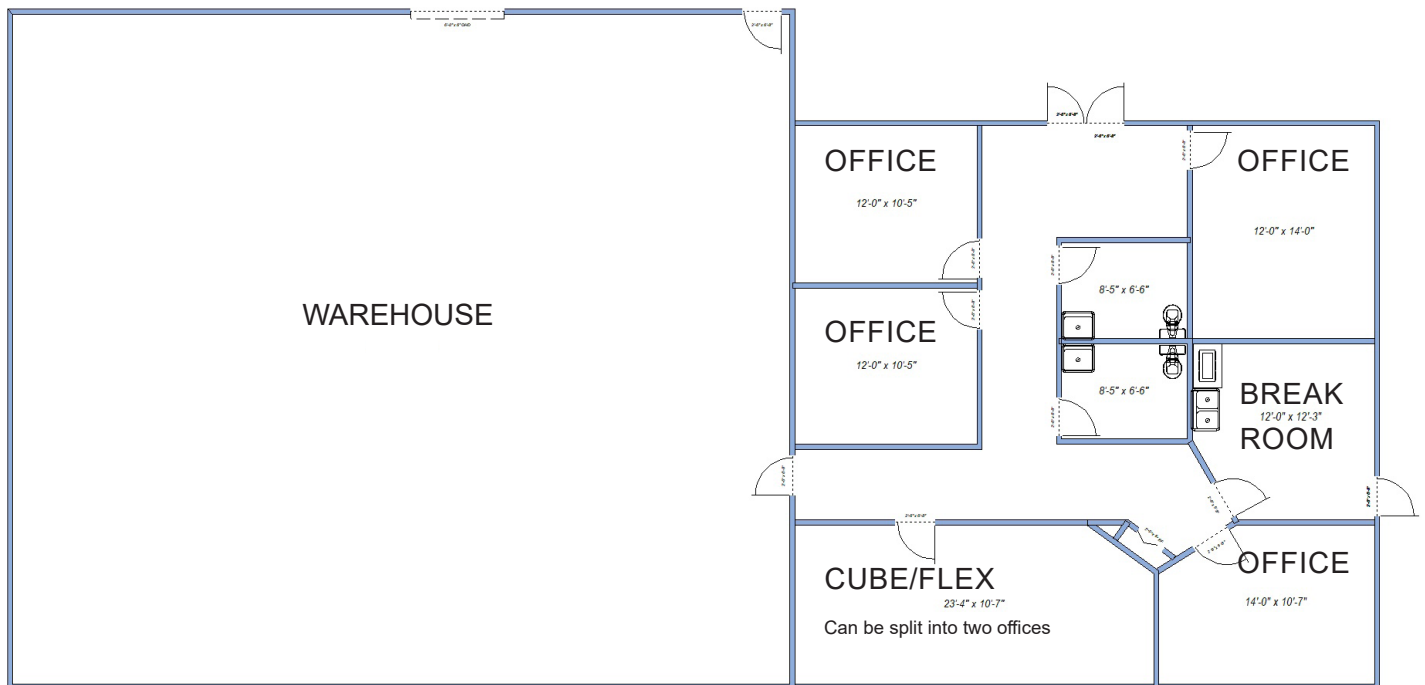 OFFICE
12'-0" x 10'-5"
OFFICE
12'-0" x 14'-0"
8'-5" x 6'-6"
WAREHOUSE
OFFICE
12'-0" x 10'-5"
8'-5" x 6'-6"
BREAK
12'-0" x 12'-3"
ROOM
CUBE/FLEX
23'-4" x 10'-7"
Can be split into two offices
OFFICE
14'-0" x 10'-7"